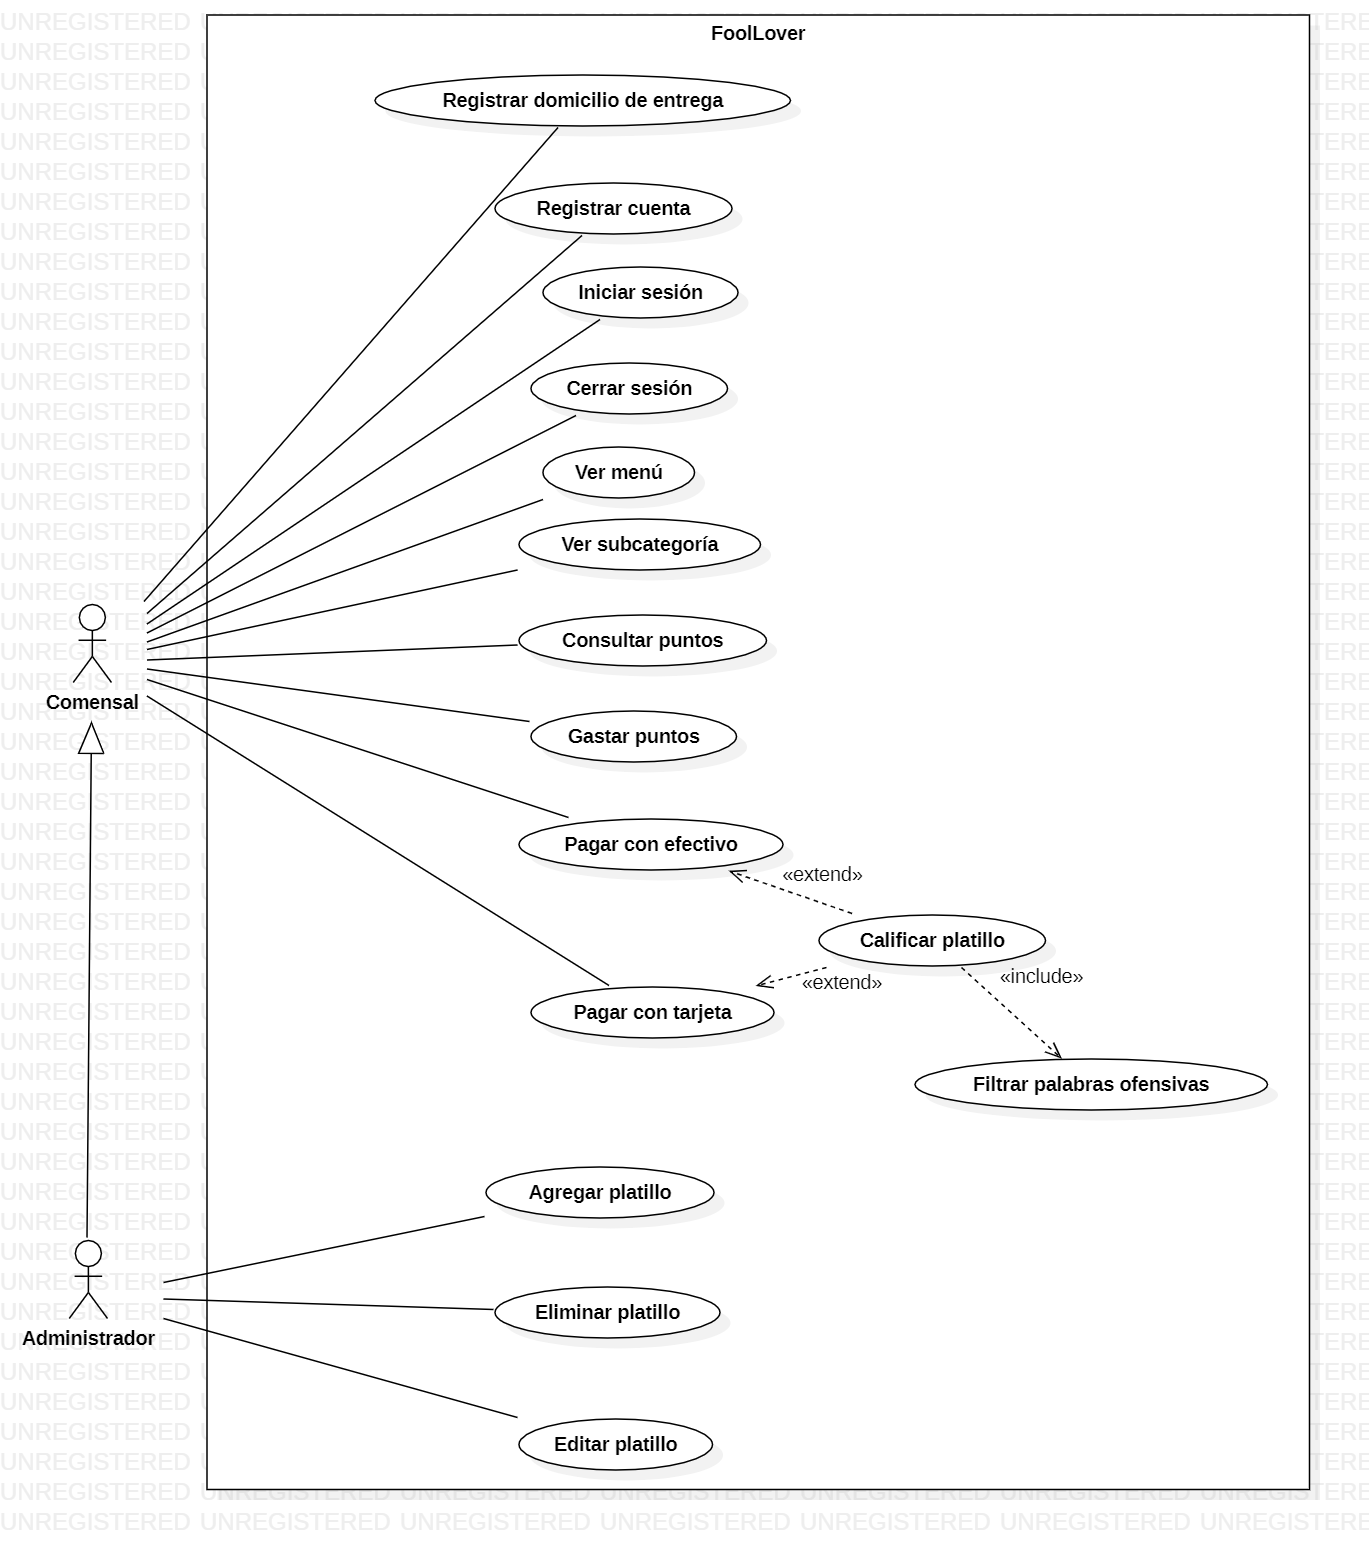 FoolLover
Registrar domicilio de entrega
Registrar cuenta
Iniciar sesión
Cerrar sesión
Ver menú
Ver subcategoría
Consultar puntos
Comensal
Gastar puntos
Pagar con efectivo
«extend»
Calificar platillo
«extend»
«include»
Pagar con tarjeta
Filtrar palabras ofensivas
Agregar platillo
Eliminar platillo
Administrador
Editar platillo
UNREGISTERED UNREGISTERED UNREGISTERED UNREGISTERED UNREGISTERED UNREGISTERED UNREGISTERE